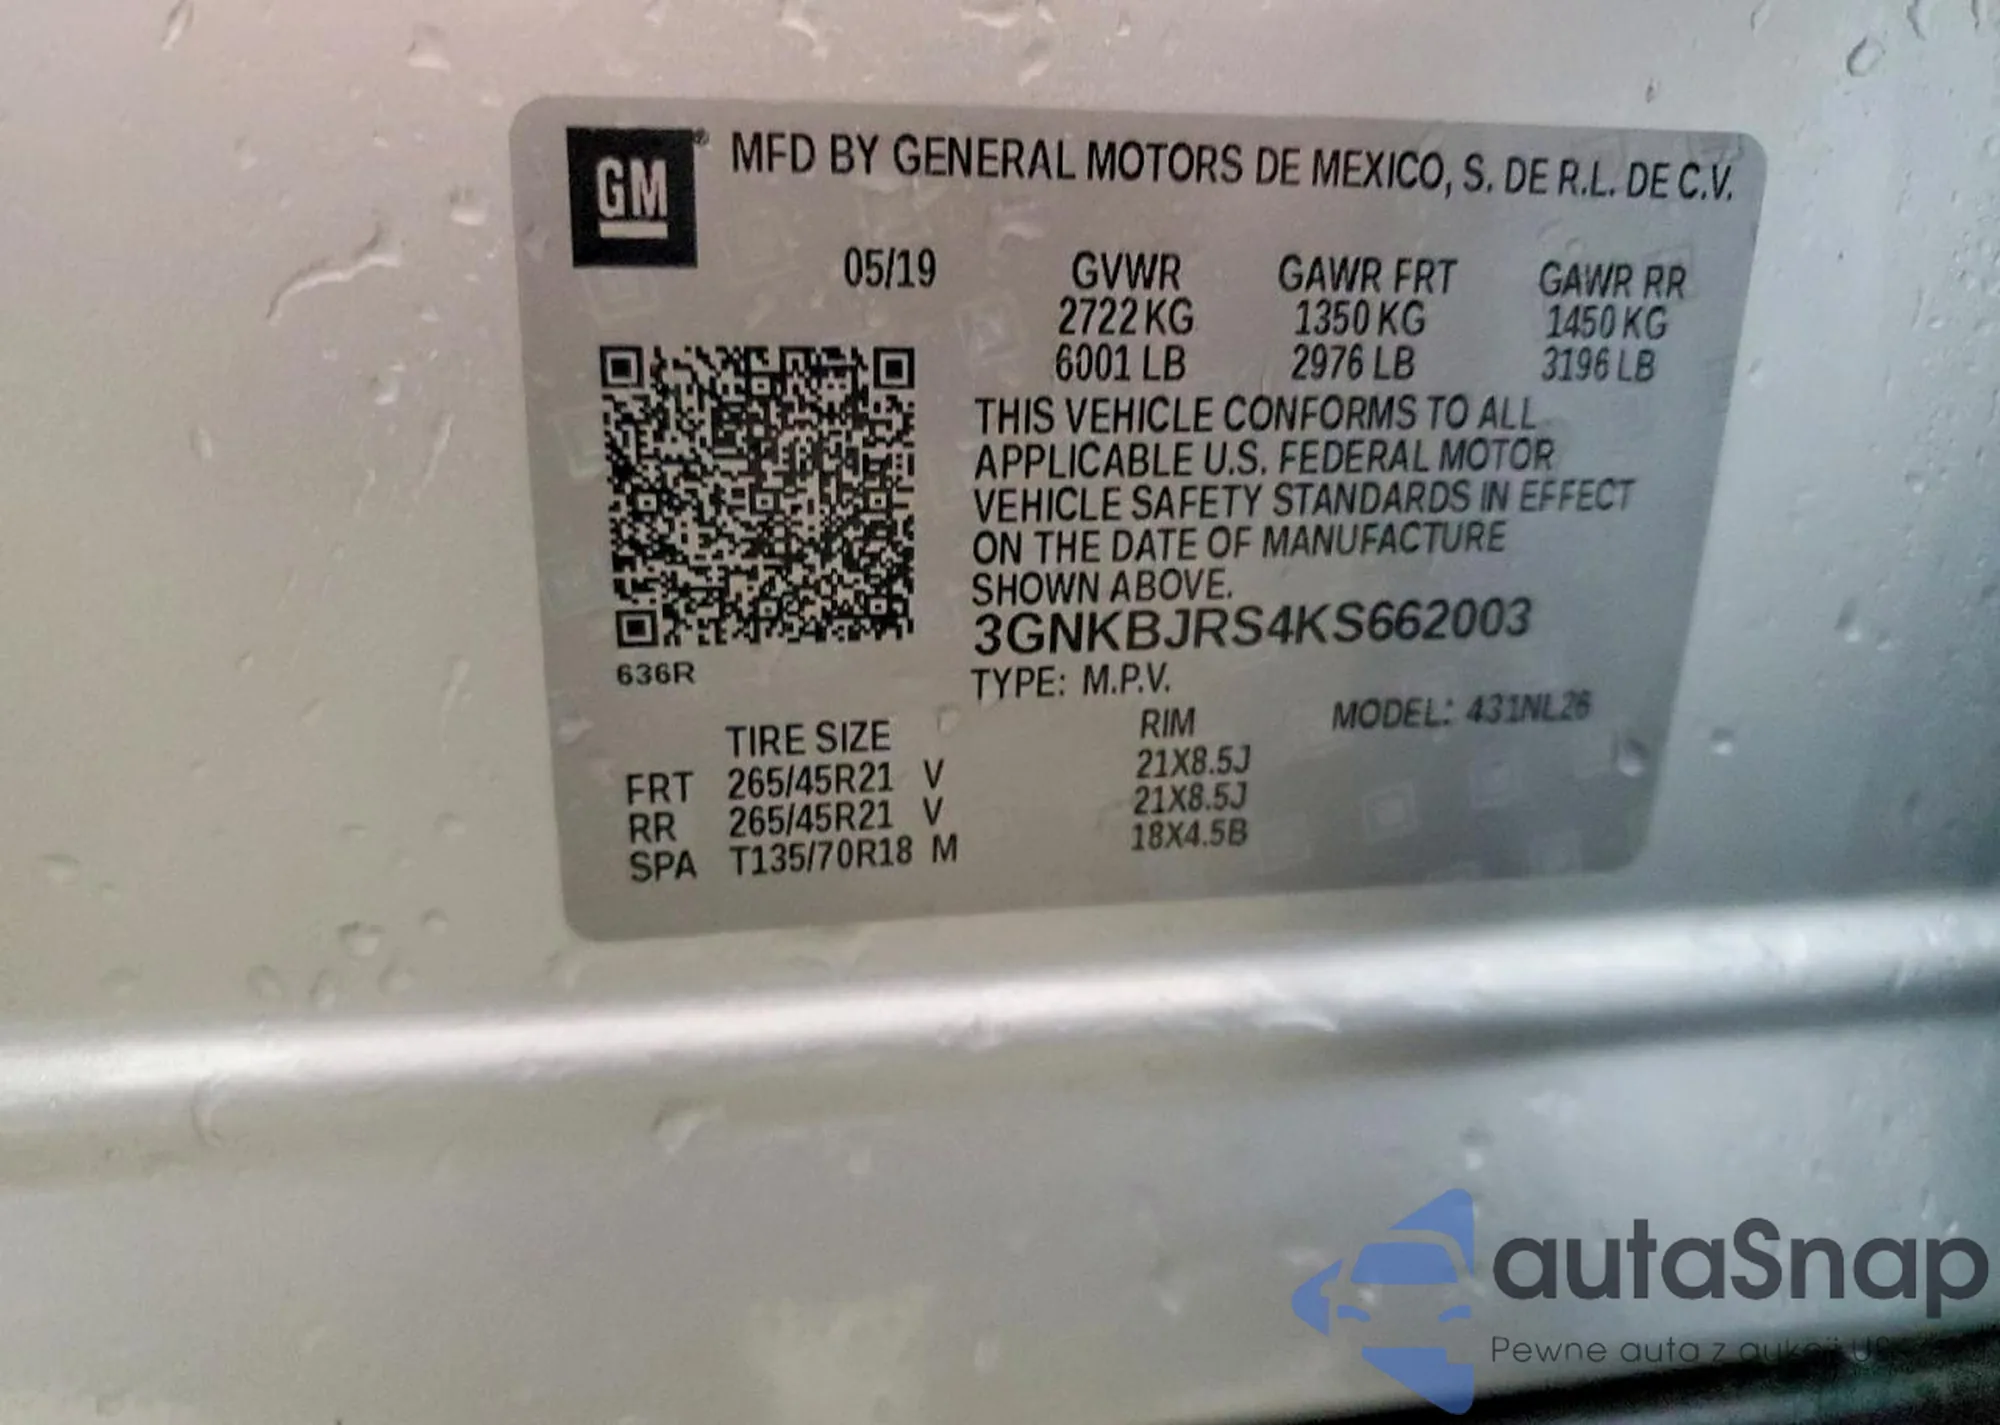 GM
MFD BY GENERAL MOTORS DE MEXICO, S. DE R.L. DE C.V.
05/19 GVWR GAWR FRT GAWR RR
2722 KG 1350 KG 1450 KG
6001 LB 2976 LB 3196 LB
THIS VEHICLE CONFORMS TO ALL
APPLICABLE U.S. FEDERAL MOTOR
VEHICLE SAFETY STANDARDS IN EFFECT
ON THE DATE OF MANUFACTURE
SHOWN ABOVE.
3GNKBJRS4KS662003
636R
TYPE: M.P.V.
TIRE SIZE RIM MODEL: 431NL26
FRT 265/45R21 V 21X8.5J
RR 265/45R21 V 21X8.5J
SPA T135/70R18 M 18X4.5B
autaSnap
Pewne auta z aukcji